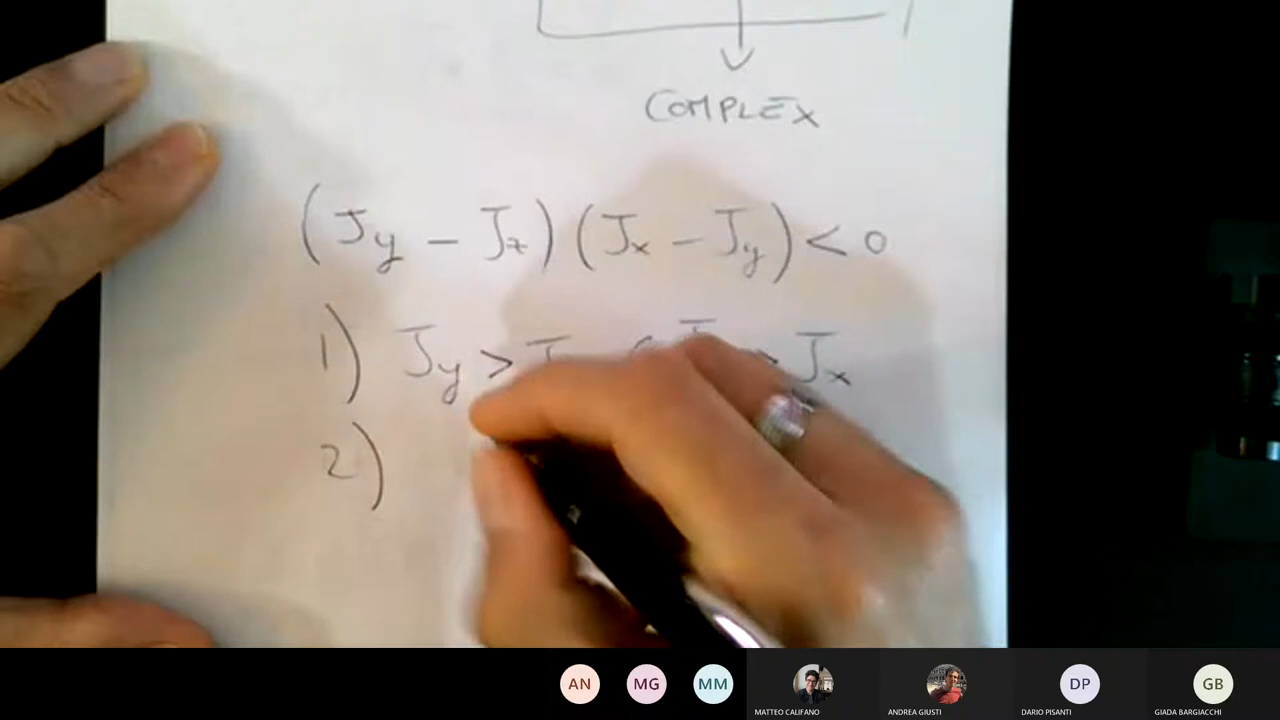 COMPLEX
(Jy - Jz)(Jx - Jy) < 0
1) Jy > J > Jx
2)
AN MG MM DP GB
MATTEO CALIFANO ANDREA GIUSTI DARIO PISANTI GIADA BARGIACCHI